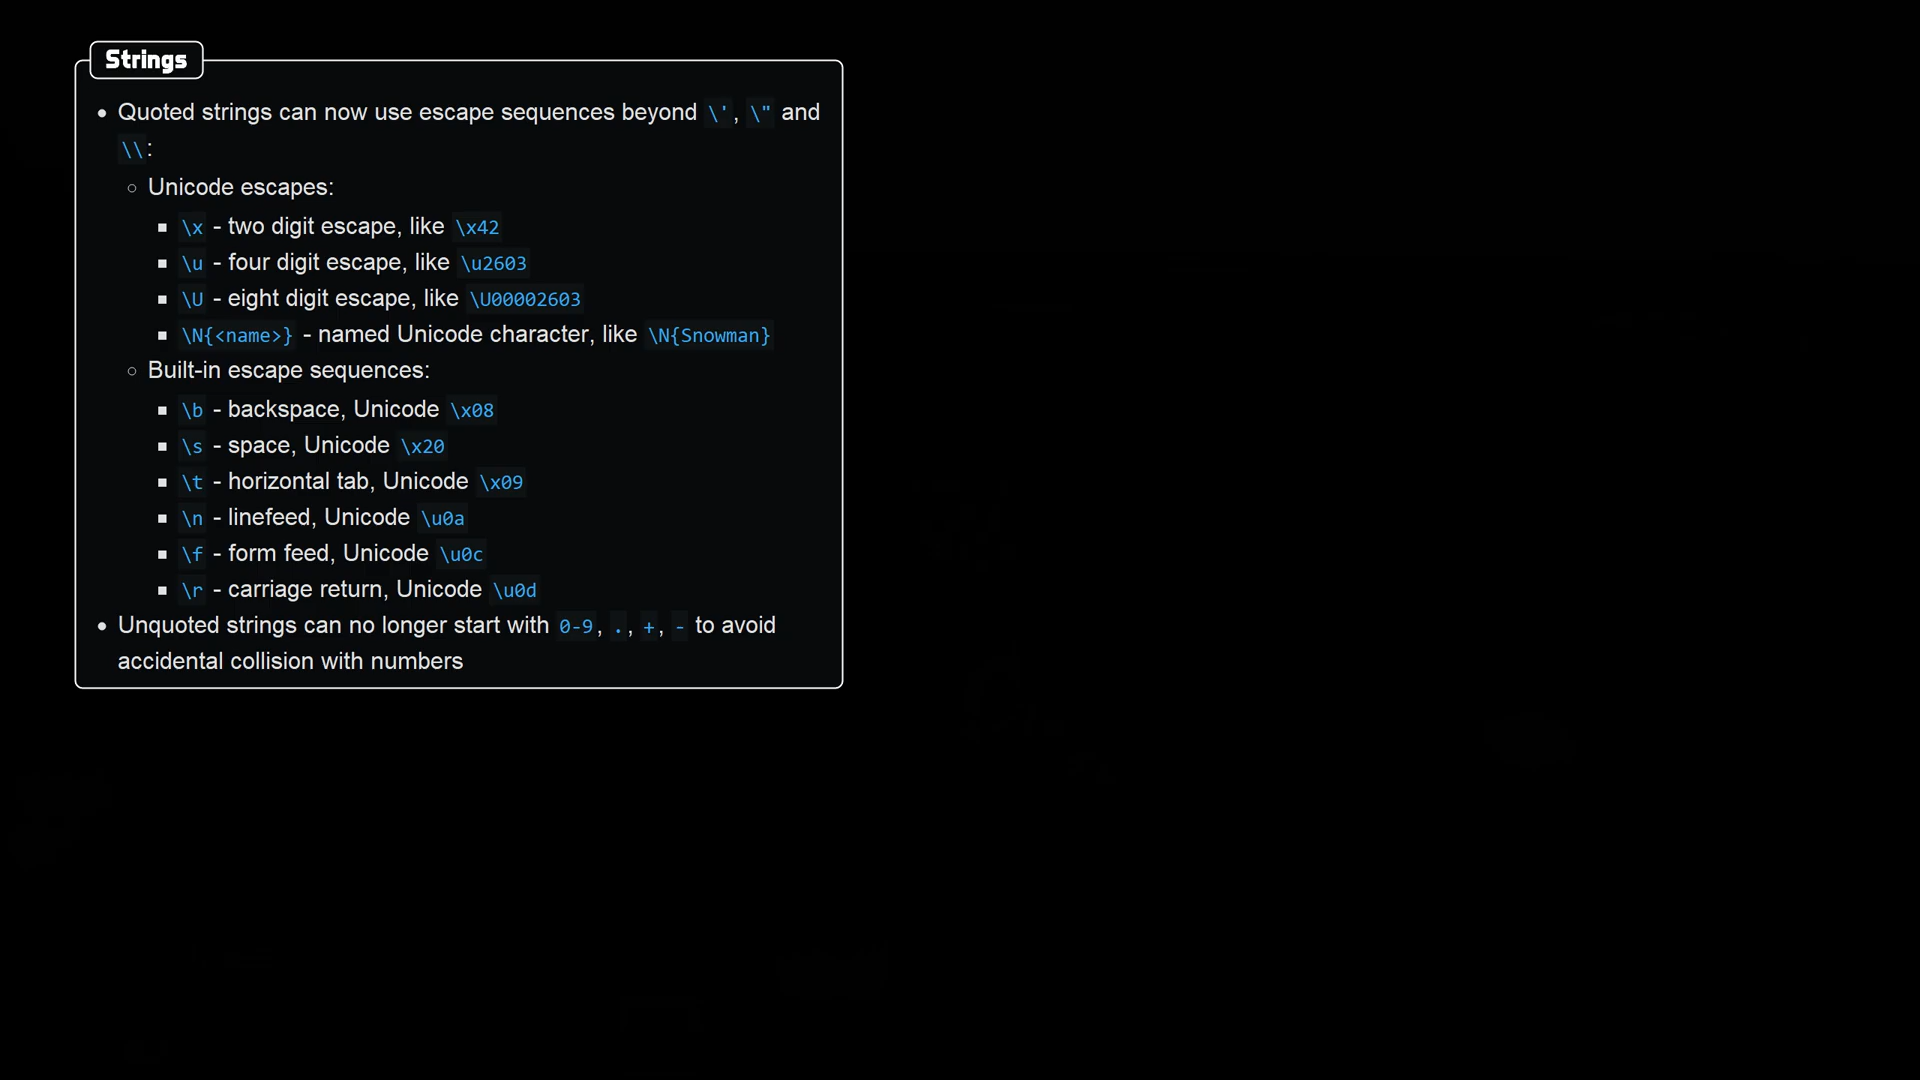 Strings
Quoted strings can now use escape sequences beyond \', \" and
\\:
Unicode escapes:
\x - two digit escape, like \x42
\u - four digit escape, like \u2603
\U - eight digit escape, like \U00002603
\N{<name>} - named Unicode character, like \N{Snowman}
Built-in escape sequences:
\b - backspace, Unicode \x08
\s - space, Unicode \x20
\t - horizontal tab, Unicode \x09
\n - linefeed, Unicode \u0a
\f - form feed, Unicode \u0c
\r - carriage return, Unicode \u0d
Unquoted strings can no longer start with 0-9, ., +, - to avoid
accidental collision with numbers